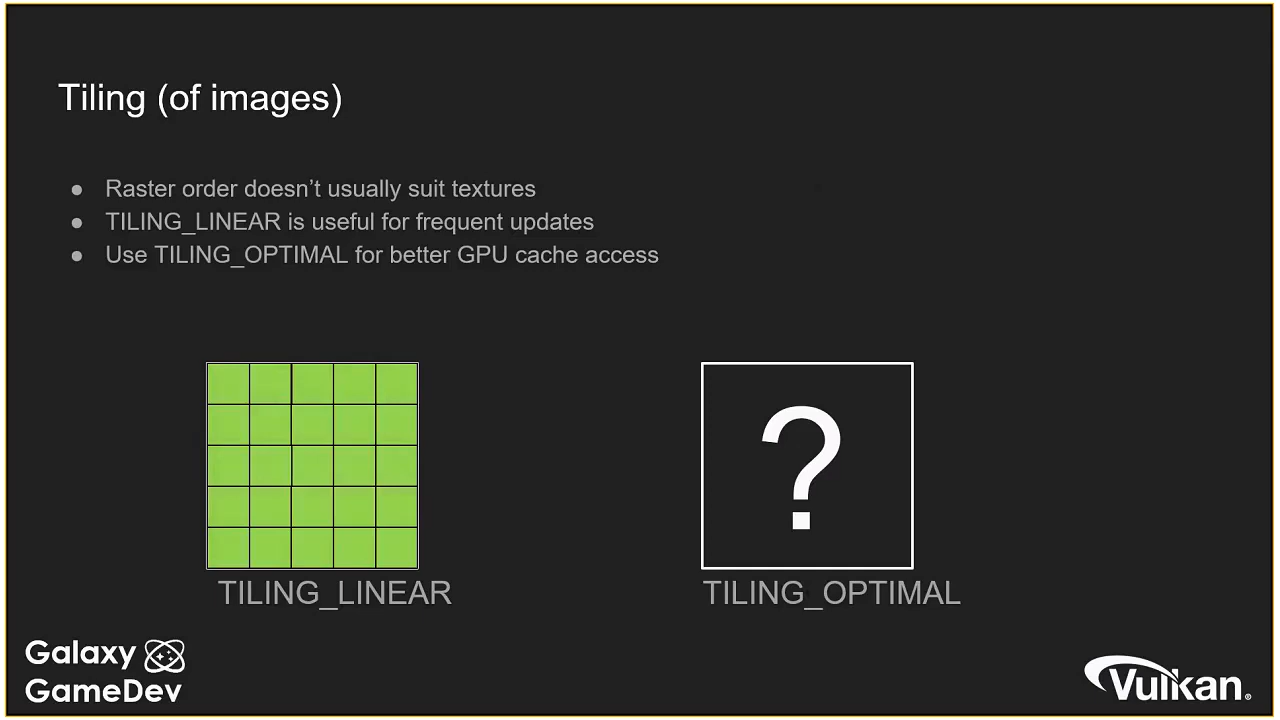 Tiling (of images)
● Raster order doesn’t usually suit textures
● TILING_LINEAR is useful for frequent updates
● Use TILING_OPTIMAL for better GPU cache access
?
TILING_LINEAR
TILING_OPTIMAL
Galaxy
GameDev
Vulkan®